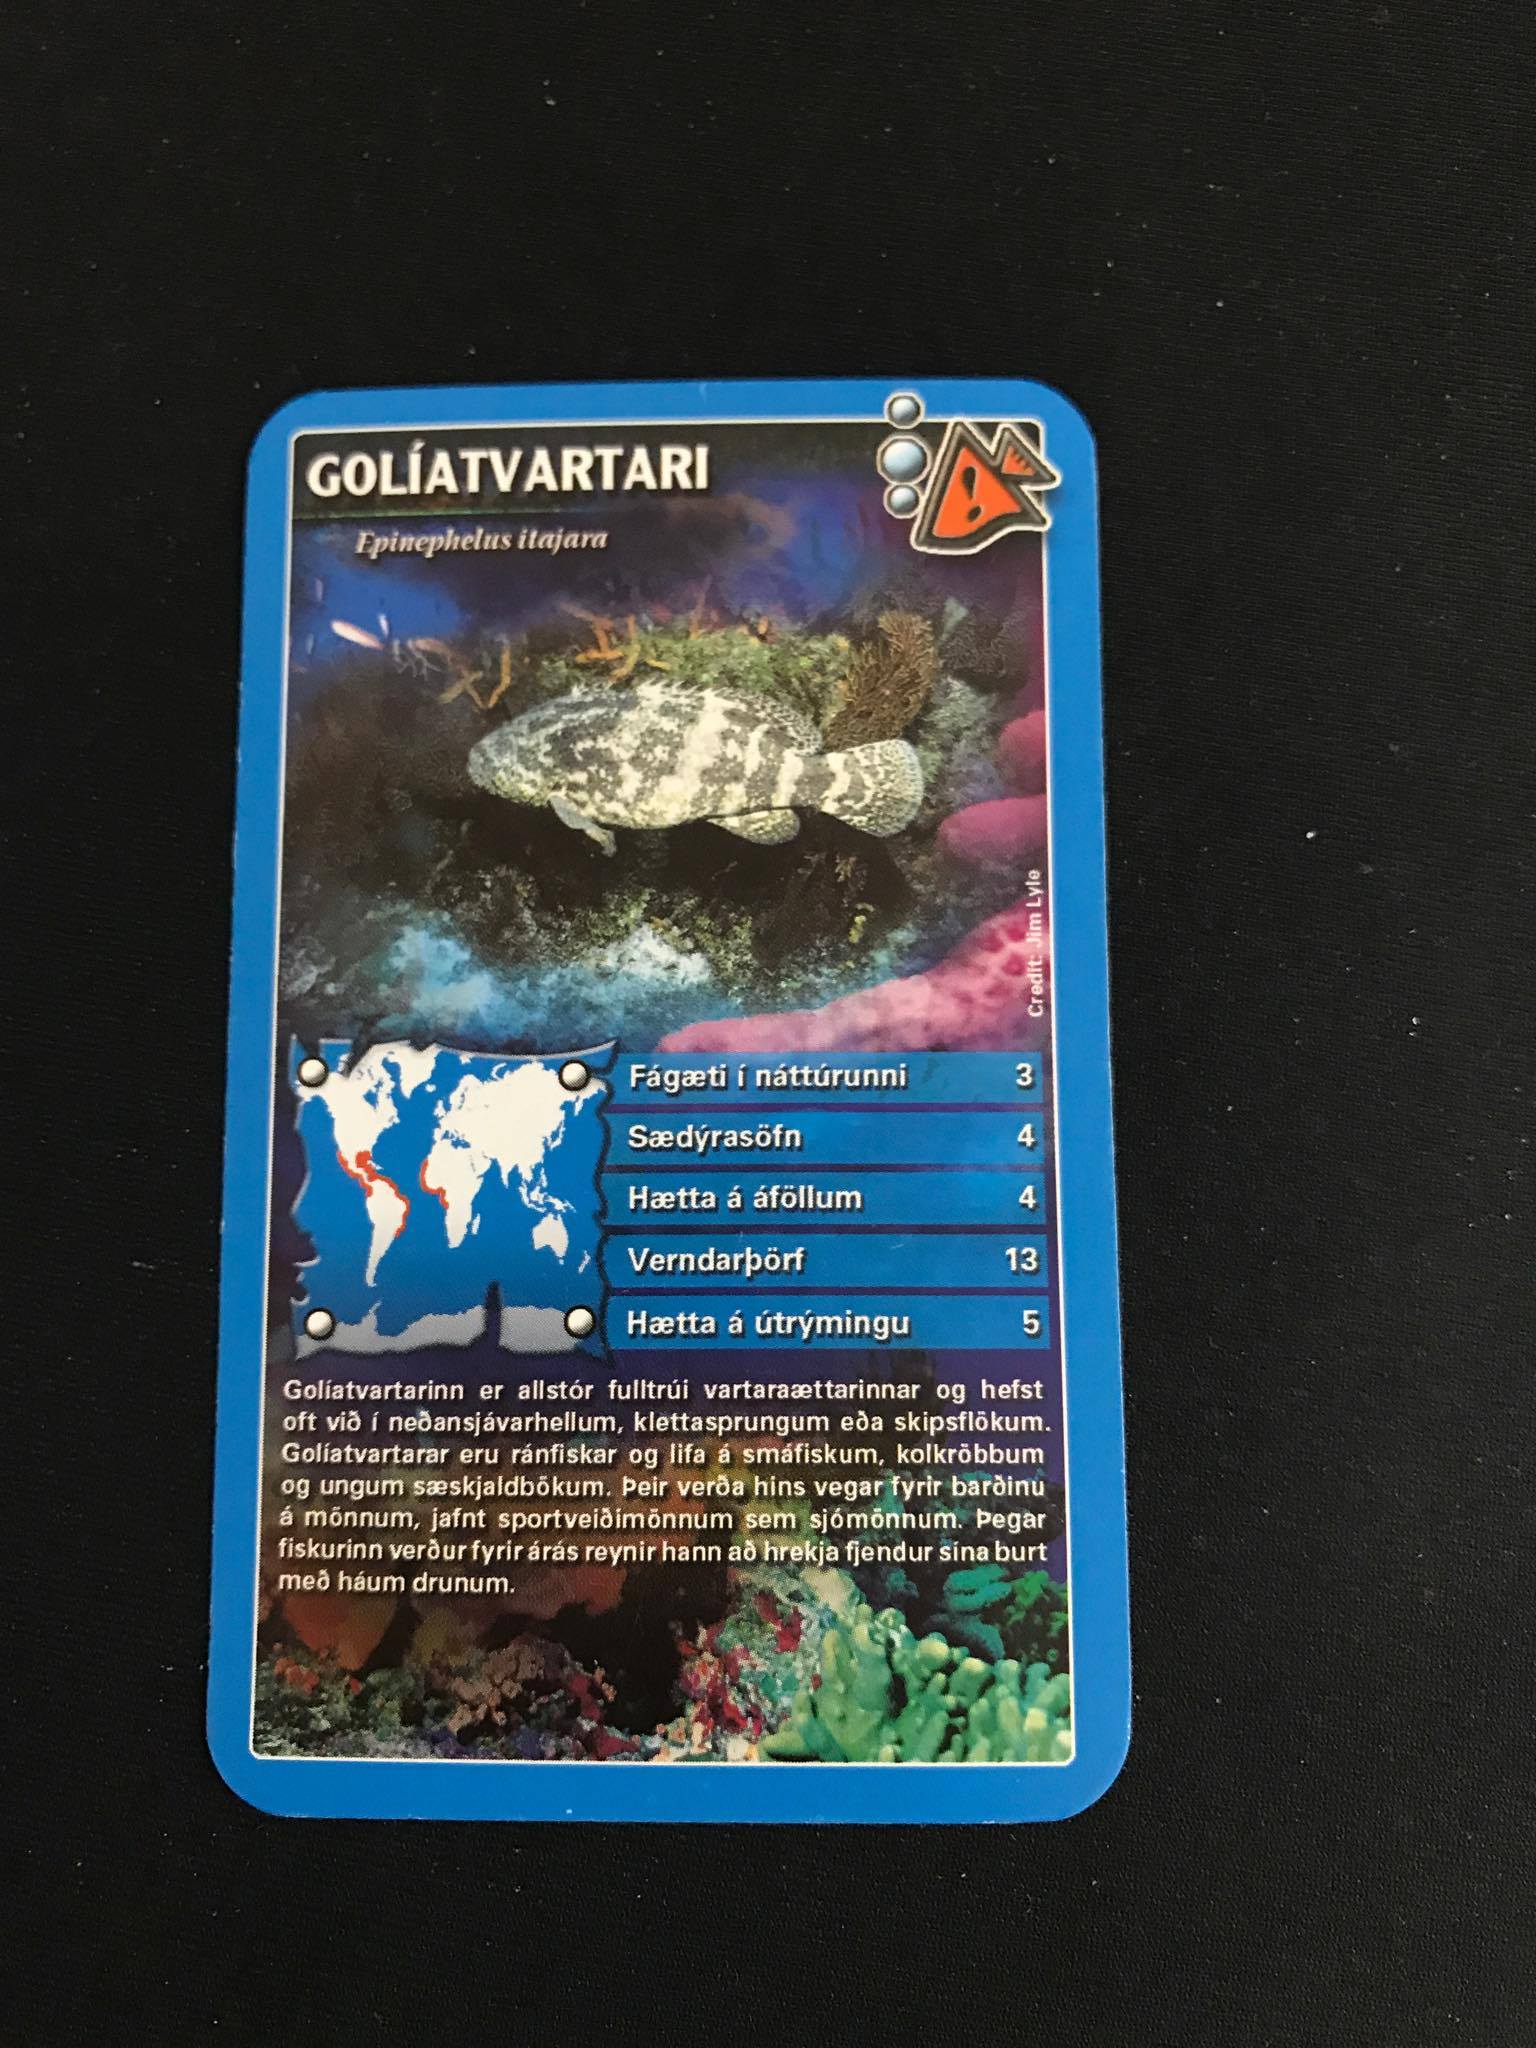 GOLÍATVARTARI
Epinephelus itajara
Credit: Jim Lyle
Fágæti í náttúrunni 3
Sædýrasöfn 4
Hætta á áföllum 4
Verndarþörf 13
Hætta á útrýmingu 5
Golíatvartarinn er allstór fulltrúi vartaraættarinnar og hefst
oft við í neðansjávarhellum, klettasprungum eða skipsflökum.
Golíatvartarar eru ránfiskar og lifa á smáfiskum, kolkröbbum
og ungum sæskjaldbökum. Þeir verða hins vegar fyrir barðinu
á mönnum, jafnt sportveiðimönnum sem sjómönnum. Þegar
fiskurinn verður fyrir árás reynir hann að hrekja fjendur sína burt
með háum drunum.